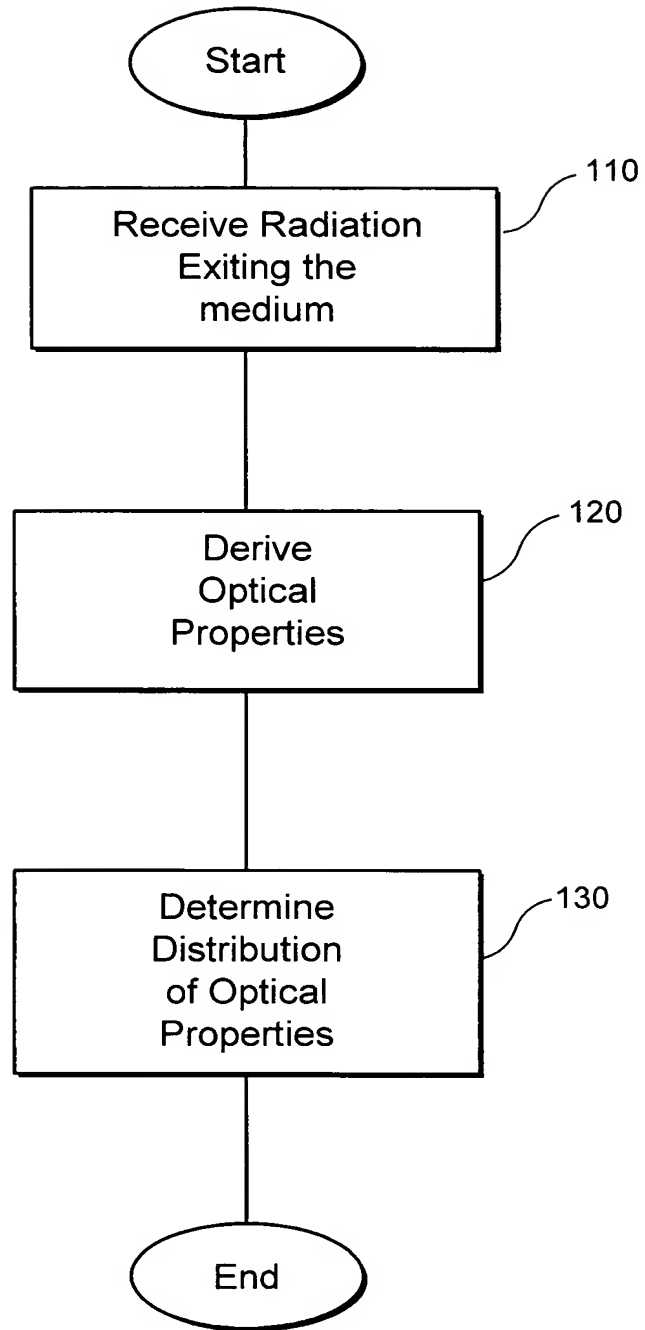 Start
110
Receive Radiation
Exiting the
medium
120
Derive
Optical
Properties
130
Determine
Distribution
of Optical
Properties
End